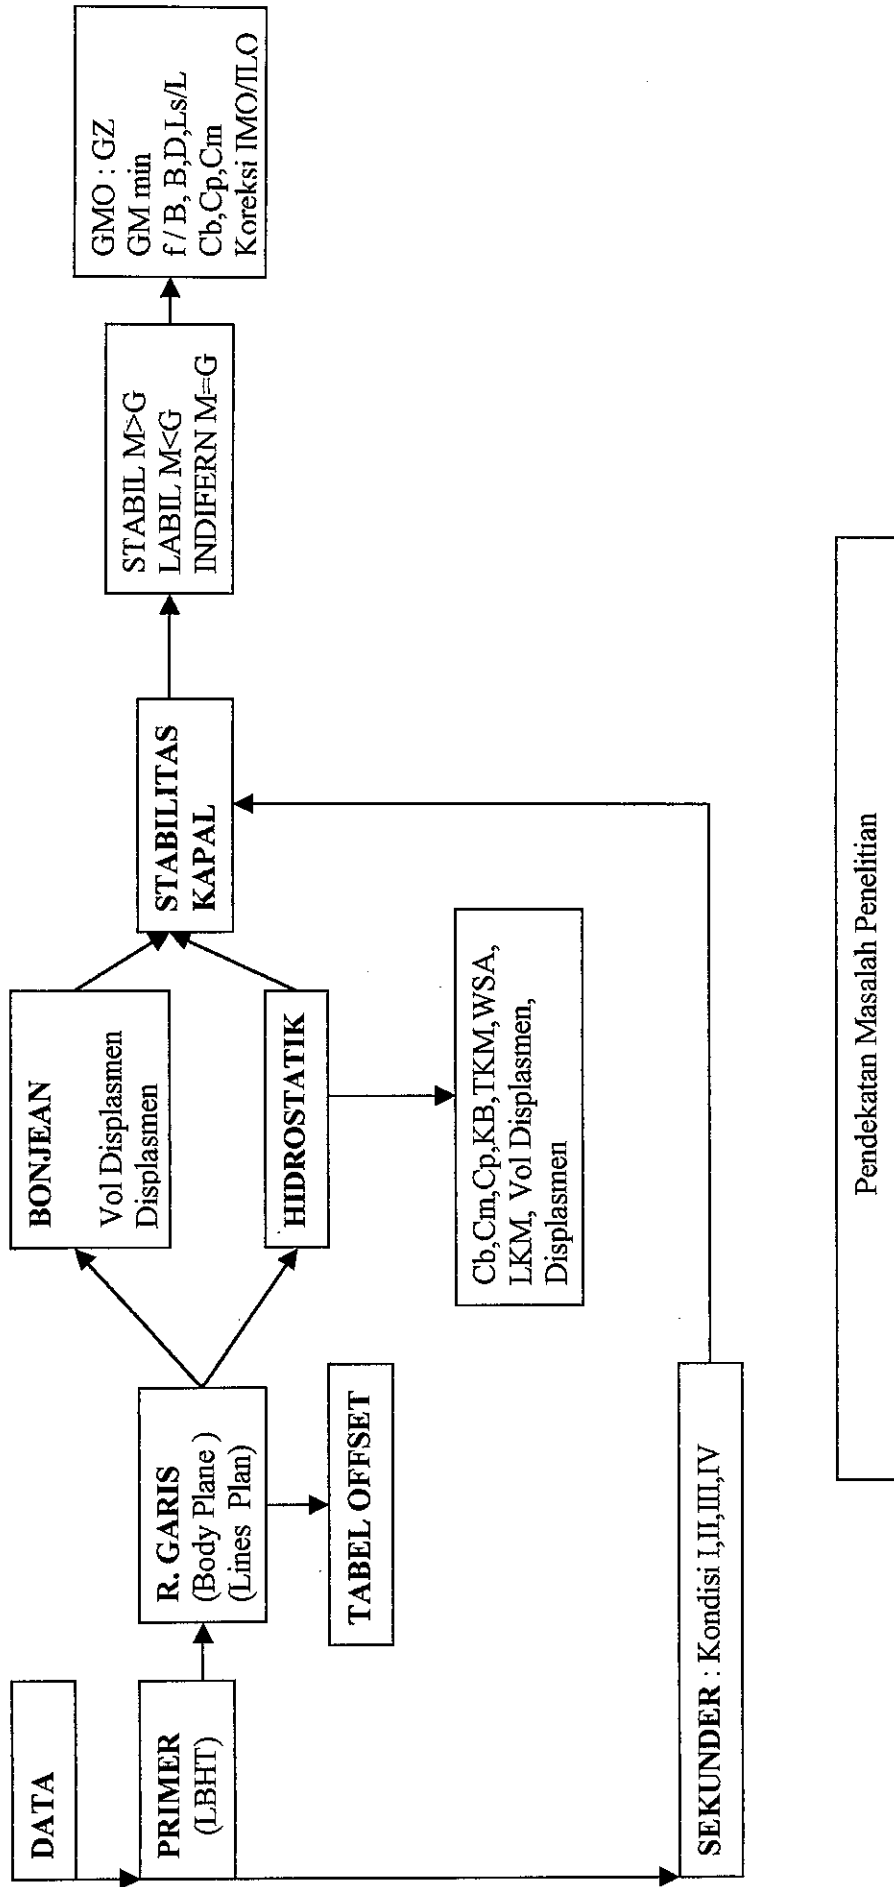 DATA
PRIMER
(LBHT)
R. GARIS
(Body Plane )
(Lines Plan)
TABEL OFFSET
BONJEAN
Vol Displasmen
Displasmen
HIDROSTATIK
Cb,Cm,Cp,KB,TKM,WSA,
LKM, Vol Displasmen,
Displasmen
STABILITAS
KAPAL
STABIL M>G
LABIL M<G
INDIFERN M=G
GMO : GZ
GM min
f / B, B,D,Ls/L
Cb,Cp,Cm
Koreksi IMO/ILO
SEKUNDER : Kondisi I,II,III,IV
Pendekatan Masalah Penelitian